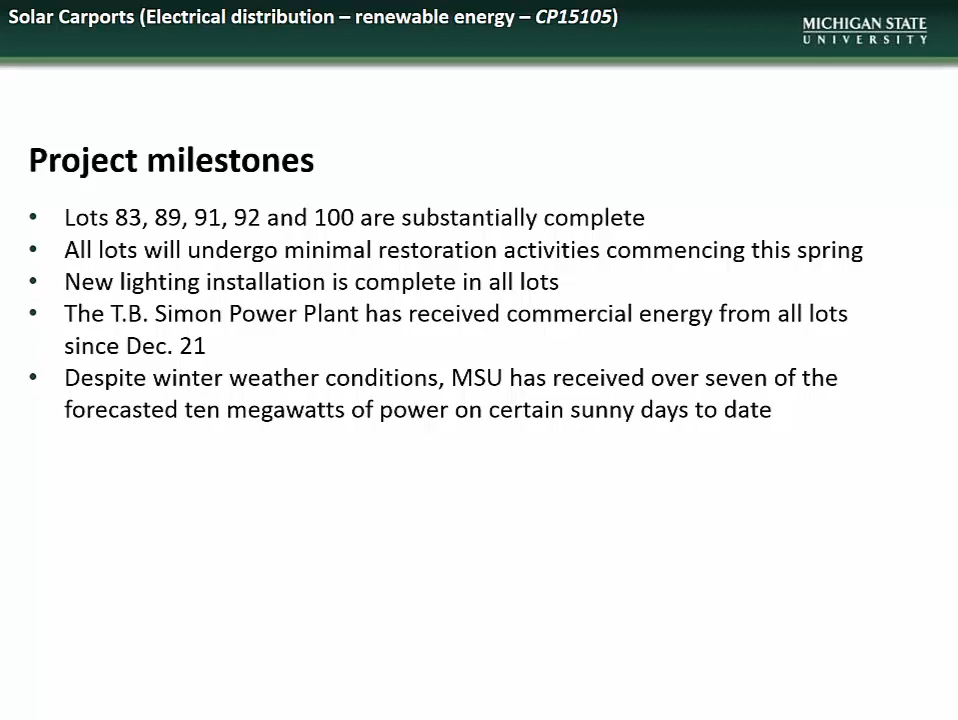 Solar Carports (Electrical distribution – renewable energy – CP15105)
MICHIGAN STATE
UNIVERSITY
Project milestones
• Lots 83, 89, 91, 92 and 100 are substantially complete
• All lots will undergo minimal restoration activities commencing this spring
• New lighting installation is complete in all lots
• The T.B. Simon Power Plant has received commercial energy from all lots
since Dec. 21
• Despite winter weather conditions, MSU has received over seven of the
forecasted ten megawatts of power on certain sunny days to date